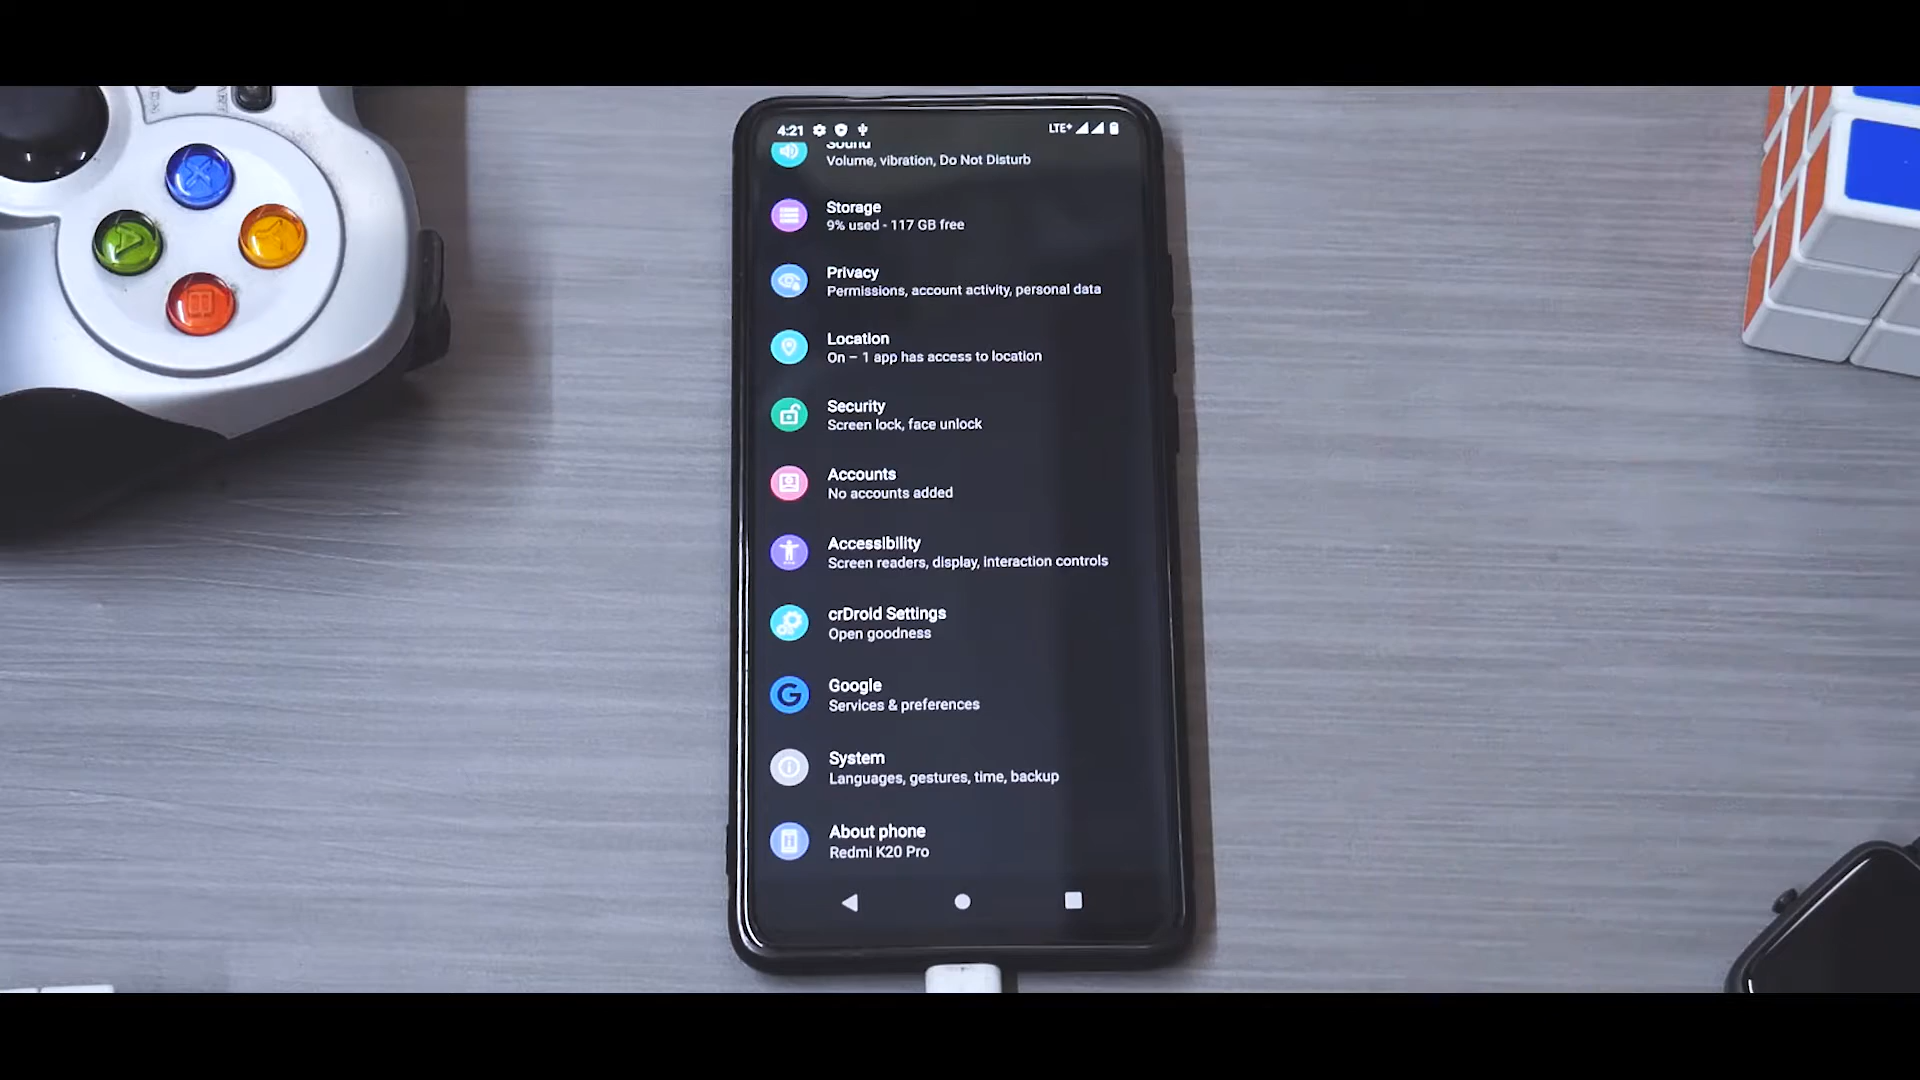 4:21
LTE+
Sound
Volume, vibration, Do Not Disturb
Storage
9% used - 117 GB free
Privacy
Permissions, account activity, personal data
Location
On – 1 app has access to location
Security
Screen lock, face unlock
Accounts
No accounts added
Accessibility
Screen readers, display, interaction controls
crDroid Settings
Open goodness
Google
Services & preferences
System
Languages, gestures, time, backup
About phone
Redmi K20 Pro